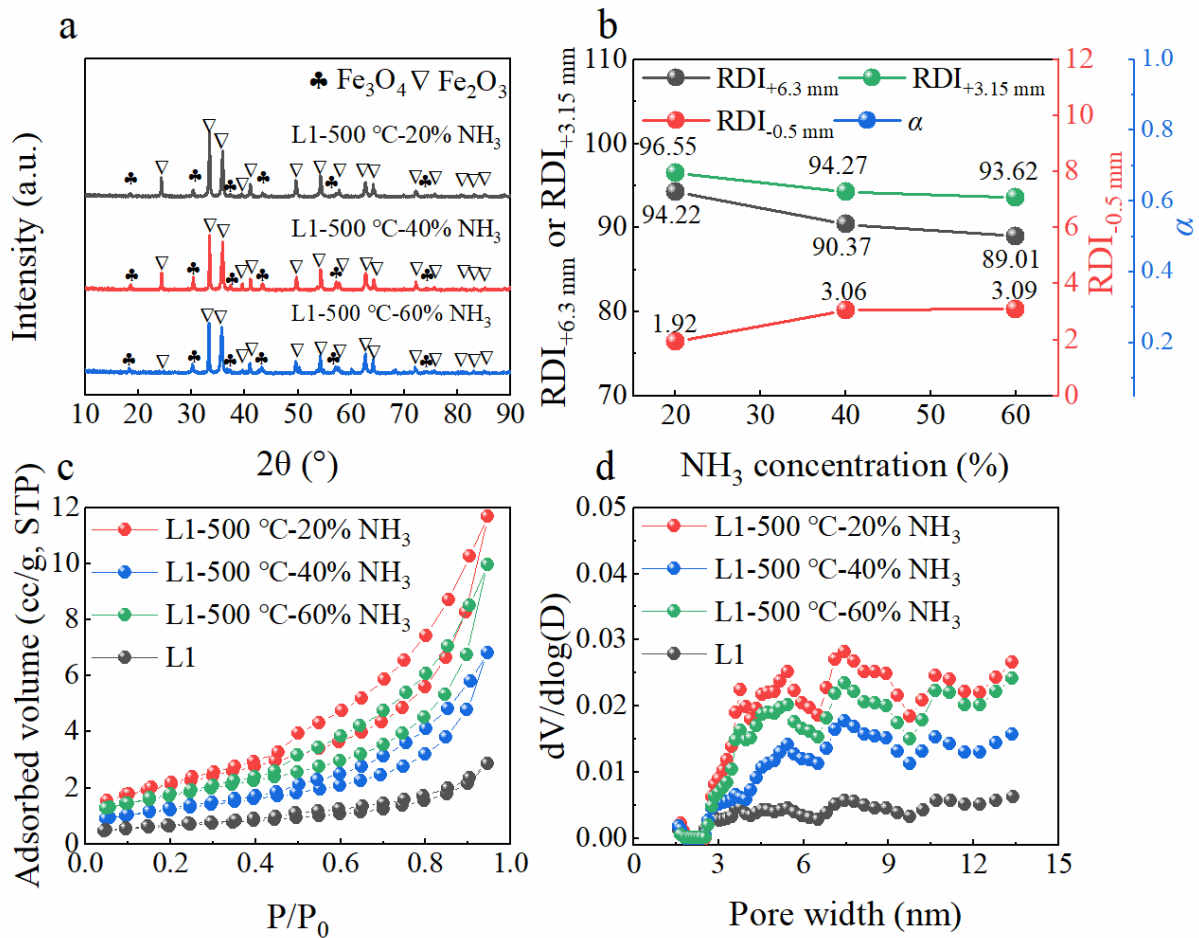 a
♣ Fe₃O₄ ▽ Fe₂O₃
L1-500 ℃-20% NH₃
L1-500 ℃-40% NH₃
L1-500 ℃-60% NH₃
Intensity (a.u.)
10 20 30 40 50 60 70 80 90
2θ (°)
b
RDI+6.3 mm RDI+3.15 mm
RDI-0.5 mm α
96.55 94.27 93.62
94.22 90.37 89.01
1.92 3.06 3.09
RDI+6.3 mm or RDI+3.15 mm
110
100
90
80
70
20 30 40 50 60
NH₃ concentration (%)
12
10
8
6
4
2
0
RDI-0.5 mm
1.0
0.8
0.6
0.4
0.2
α
c
L1-500 ℃-20% NH₃
L1-500 ℃-40% NH₃
L1-500 ℃-60% NH₃
L1
Adsorbed volume (cc/g, STP)
12
10
8
6
4
2
0
0.0 0.2 0.4 0.6 0.8 1.0
P/P₀
d
L1-500 ℃-20% NH₃
L1-500 ℃-40% NH₃
L1-500 ℃-60% NH₃
L1
dV/dlog(D)
0.05
0.04
0.03
0.02
0.01
0.00
0 3 6 9 12 15
Pore width (nm)